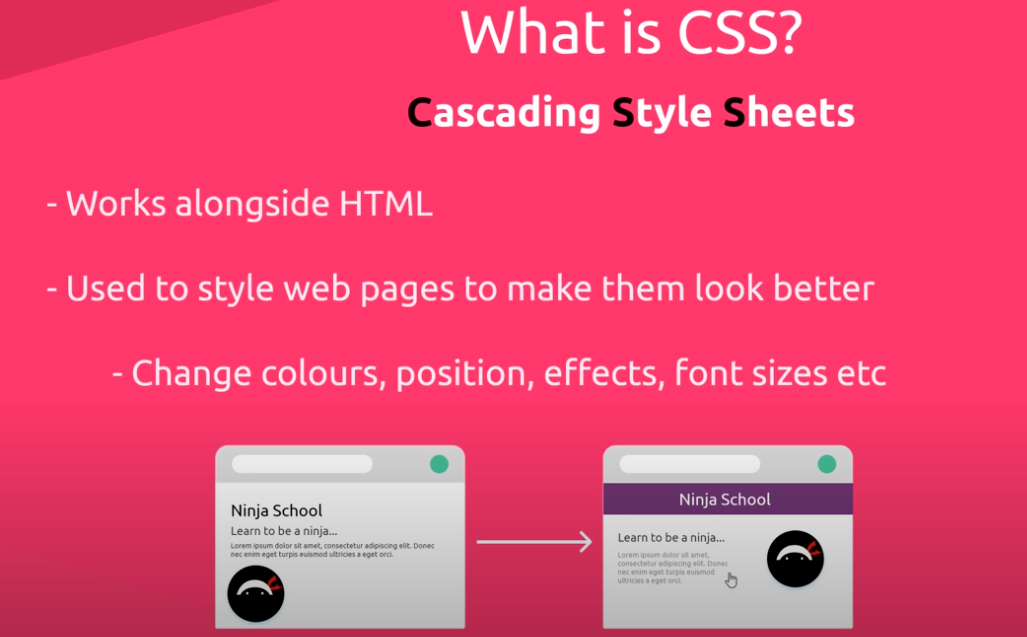 What is CSS?
Cascading Style Sheets
- Works alongside HTML
- Used to style web pages to make them look better
- Change colours, position, effects, font sizes etc
Ninja School
Learn to be a ninja...
Lorem ipsum dolor sit amet, consectetur adipiscing elit. Donec
nec enim eget turpis euismod ultricies a eget orci.
Ninja School
Learn to be a ninja...
Lorem ipsum dolor sit amet,
consectetur adipiscing elit. Donec
nec enim eget turpis euismod
ultricies a eget orci.